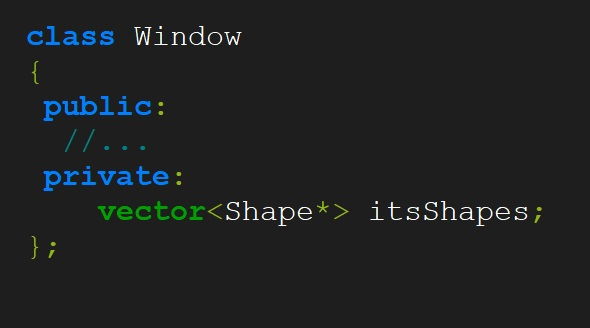 class Window
{
public:
//...
private:
vector<Shape*> itsShapes;
};